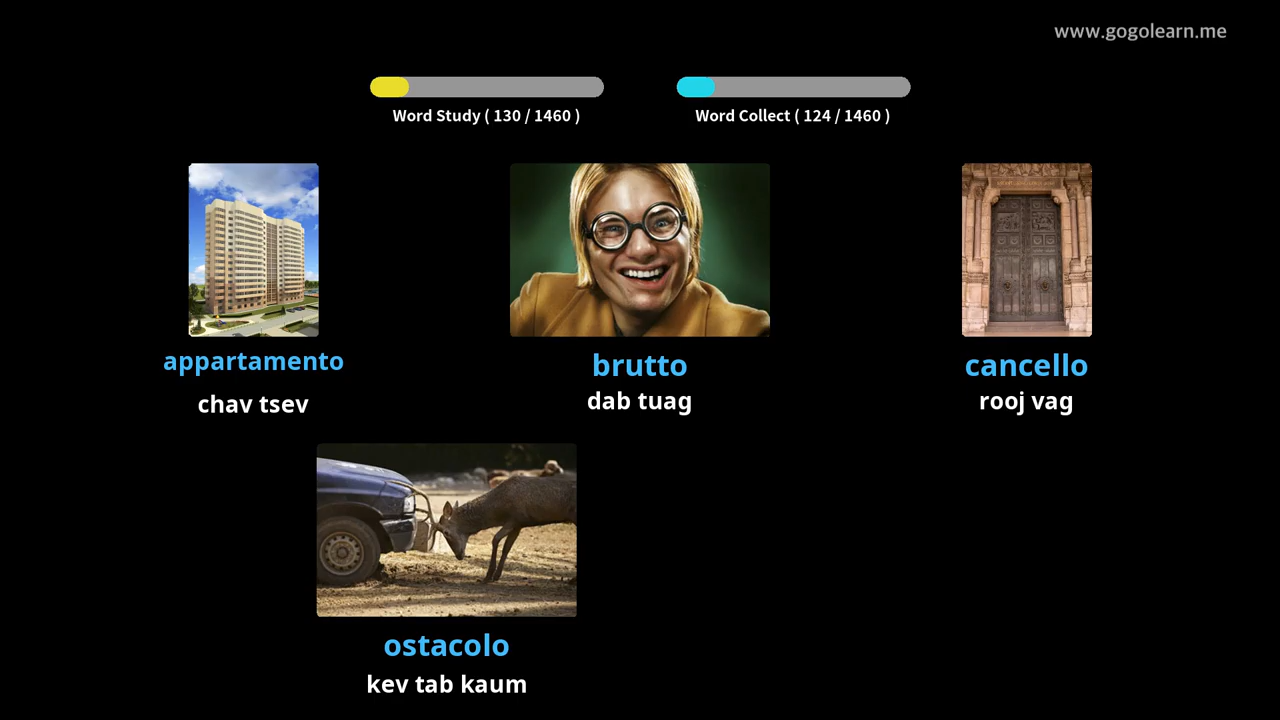 www.gogolearn.me
Word Study ( 130 / 1460 )
Word Collect ( 124 / 1460 )
appartamento
chav tsev
brutto
dab tuag
cancello
rooj vag
ostacolo
kev tab kaum